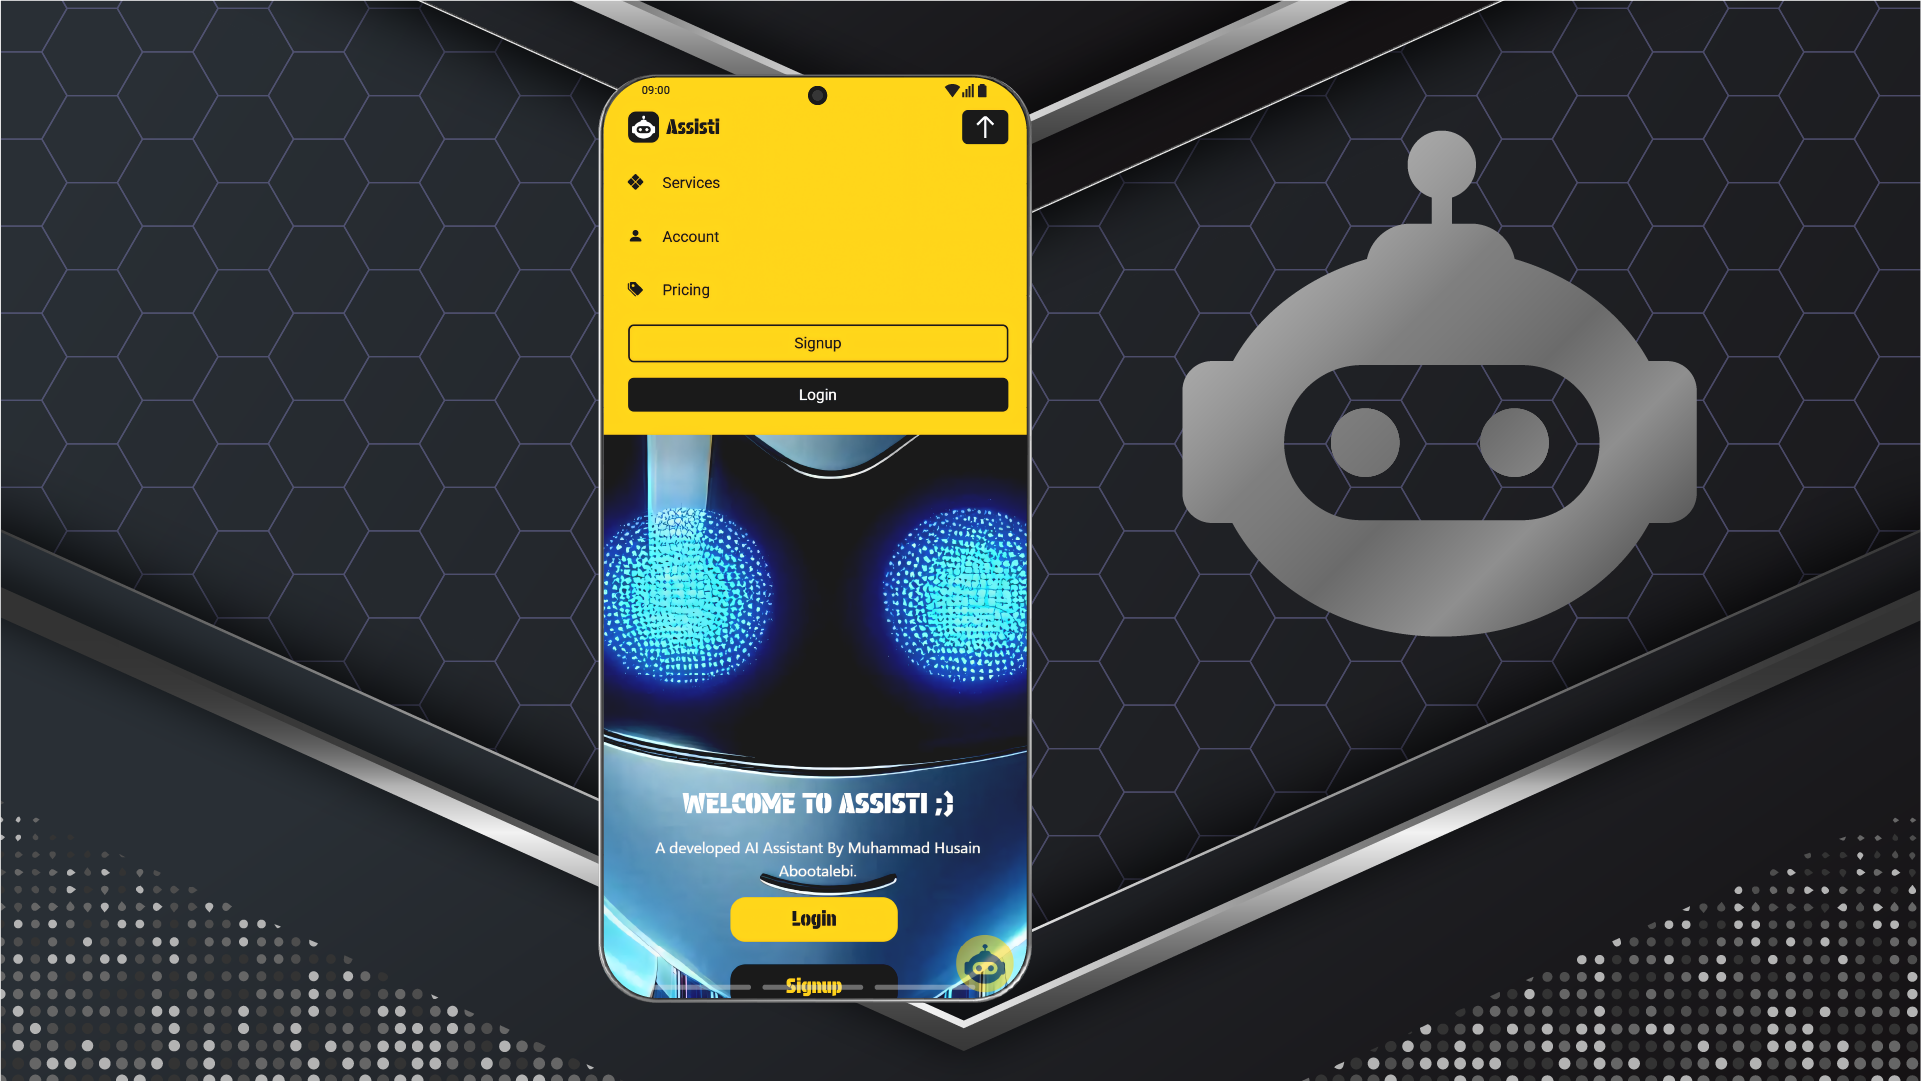 09:00
Assisti
Services
Account
Pricing
Signup
Login
WELCOME TO ASSISTI ;)
A developed AI Assistant By Muhammad Husain
Abootalebi.
Login
Signup